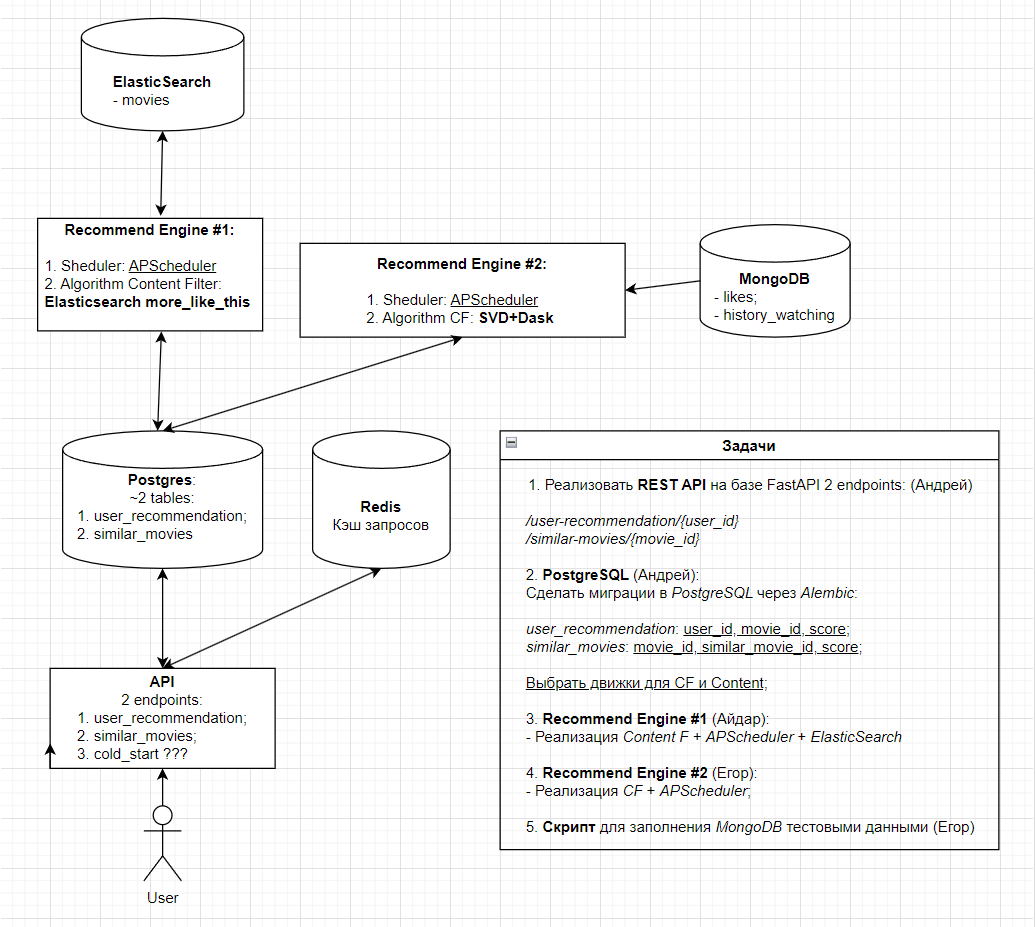 ElasticSearch
- movies
Recommend Engine #1:
1. Sheduler: APScheduler
2. Algorithm Content Filter:
Elasticsearch more_like_this
Recommend Engine #2:
1. Sheduler: APScheduler
2. Algorithm CF: SVD+Dask
MongoDB
- likes;
- history_watching
Postgres:
~2 tables:
1. user_recommendation;
2. similar_movies
Redis
Кэш запросов
API
2 endpoints:
1. user_recommendation;
2. similar_movies;
3. cold_start ???
User
Задачи
1. Реализовать REST API на базе FastAPI 2 endpoints: (Андрей)
/user-recommendation/{user_id}
/similar-movies/{movie_id}
2. PostgreSQL (Андрей):
Сделать миграции в PostgreSQL через Alembic:
user_recommendation: user_id, movie_id, score;
similar_movies: movie_id, similar_movie_id, score;
Выбрать движки для CF и Content;
3. Recommend Engine #1 (Айдар):
- Реализация Content F + APScheduler + ElasticSearch
4. Recommend Engine #2 (Егор):
- Реализация CF + APScheduler;
5. Скрипт для заполнения MongoDB тестовыми данными (Егор)